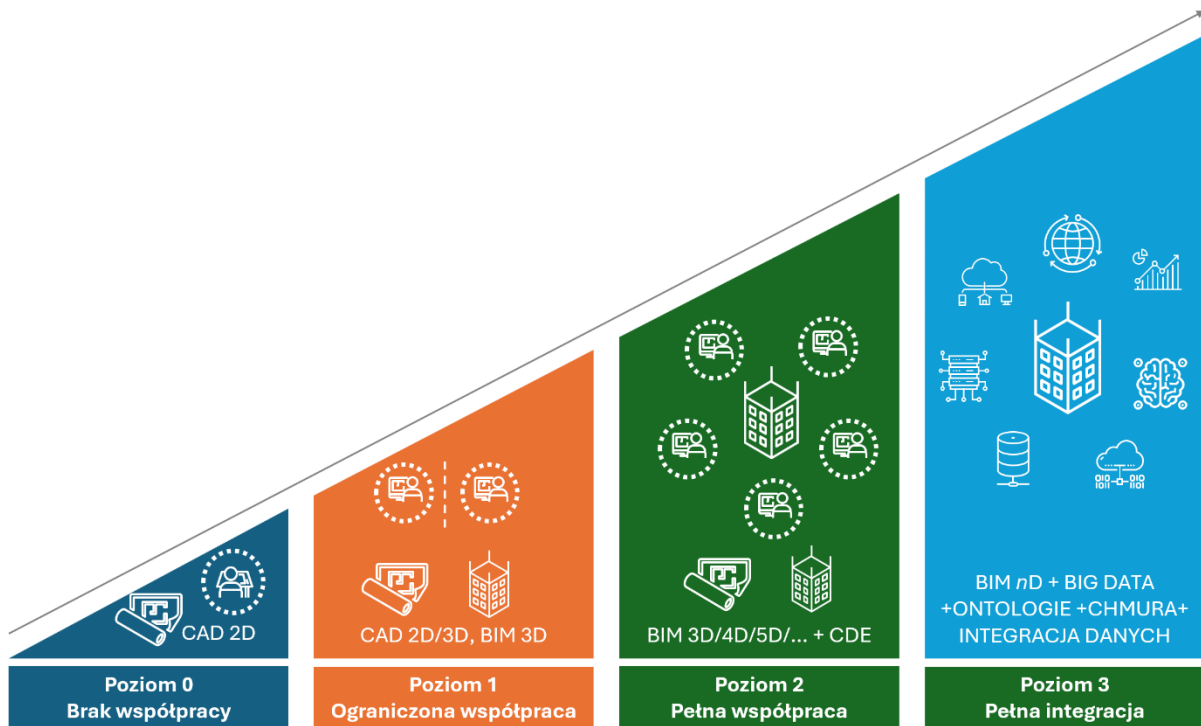 CAD 2D
CAD 2D/3D, BIM 3D
BIM 3D/4D/5D/... + CDE
BIM nD + BIG DATA
+ONTOLOGIE +CHMURA+
INTEGRACJA DANYCH
Poziom 0
Brak współpracy
Poziom 1
Ograniczona współpraca
Poziom 2
Pełna współpraca
Poziom 3
Pełna integracja